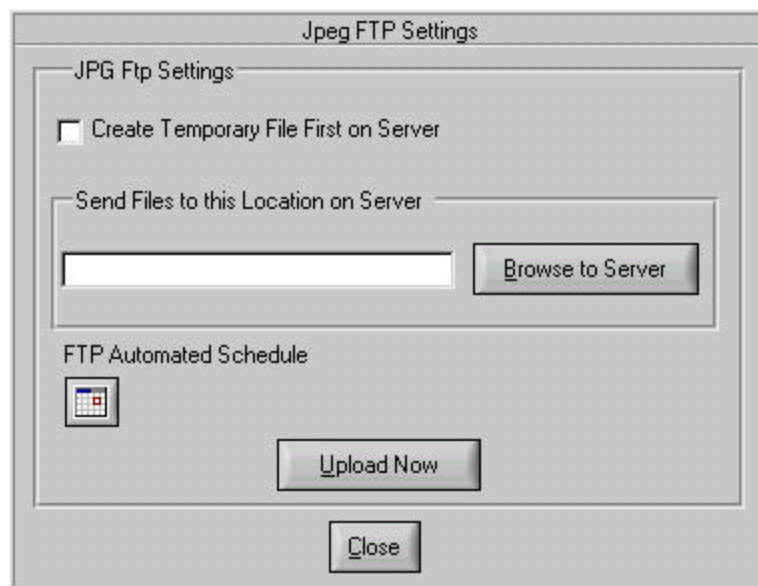 Jpeg FTP Settings
JPG Ftp Settings
Create Temporary File First on Server
Send Files to this Location on Server
Browse to Server
FTP Automated Schedule
Upload Now
Close